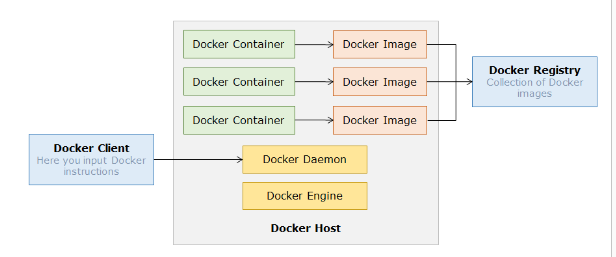 Docker Container
Docker Image
Docker Container
Docker Image
Docker Container
Docker Image
Docker Registry
Collection of Docker
images
Docker Client
Here you input Docker
instructions
Docker Daemon
Docker Engine
Docker Host